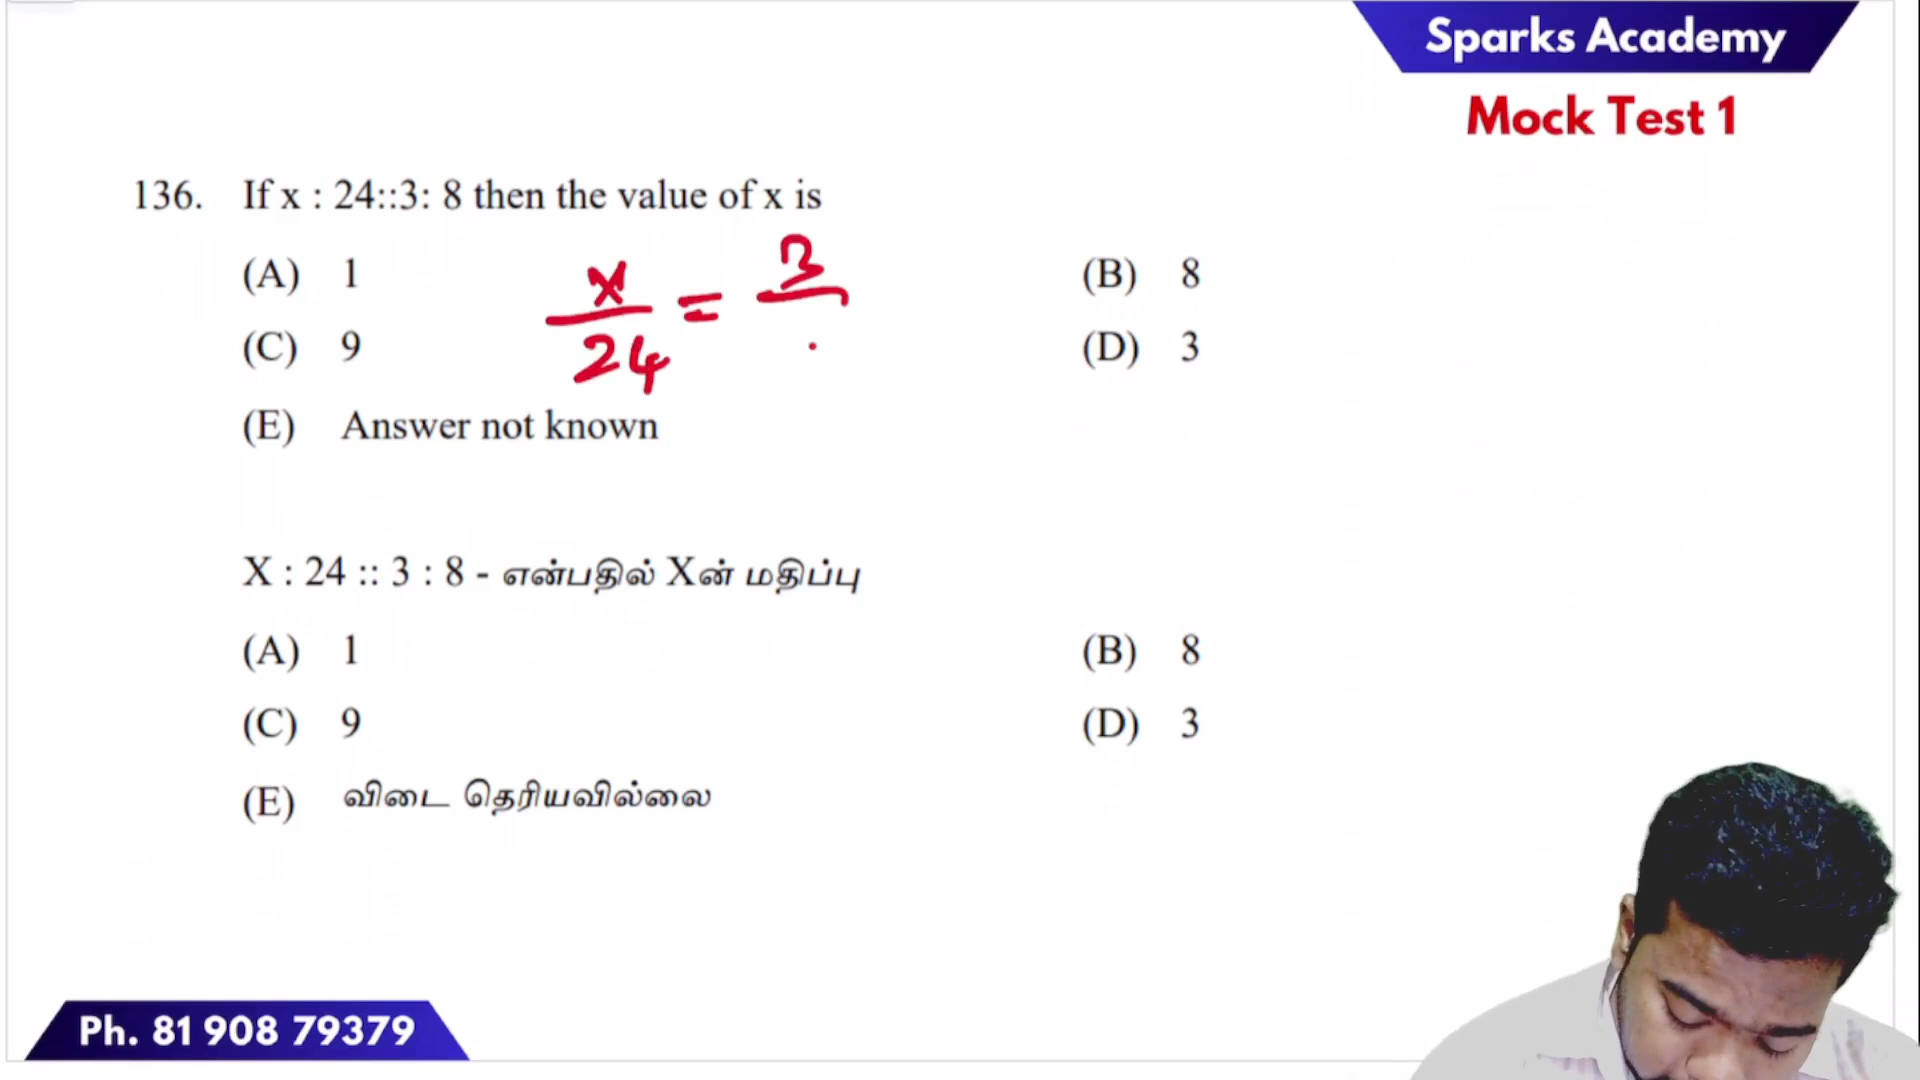 Sparks Academy
Mock Test 1
136. If x : 24::3: 8 then the value of x is
(A) 1 (B) 8
(C) 9 (D) 3
x/24 = 3/
(E) Answer not known
X : 24 :: 3 : 8 - என்பதில் Xன் மதிப்பு
(A) 1 (B) 8
(C) 9 (D) 3
(E) விடை தெரியவில்லை
Ph. 81 908 79379